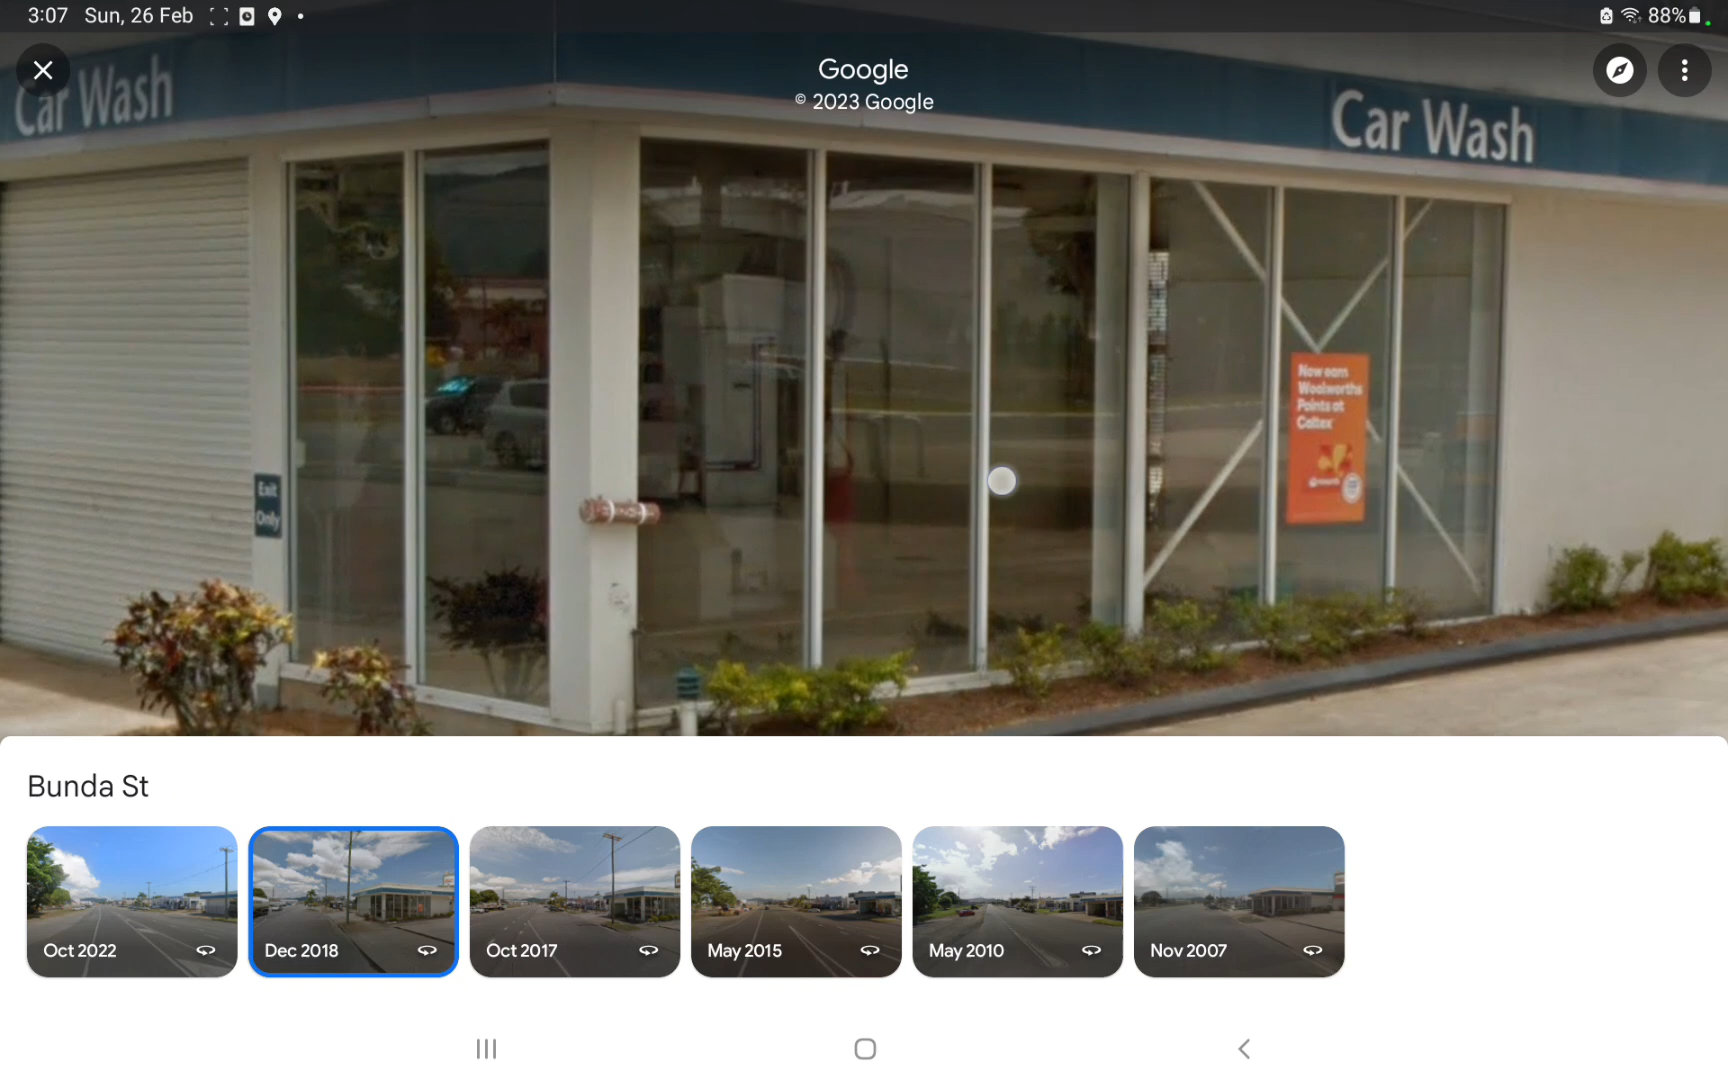 3:07 Sun, 26 Feb
88%
Google
© 2023 Google
Car Wash
Car Wash
Now earn
Woolworths
Points at
Caltex
Exit
Only
Bunda St
Oct 2022
Dec 2018
Oct 2017
May 2015
May 2010
Nov 2007